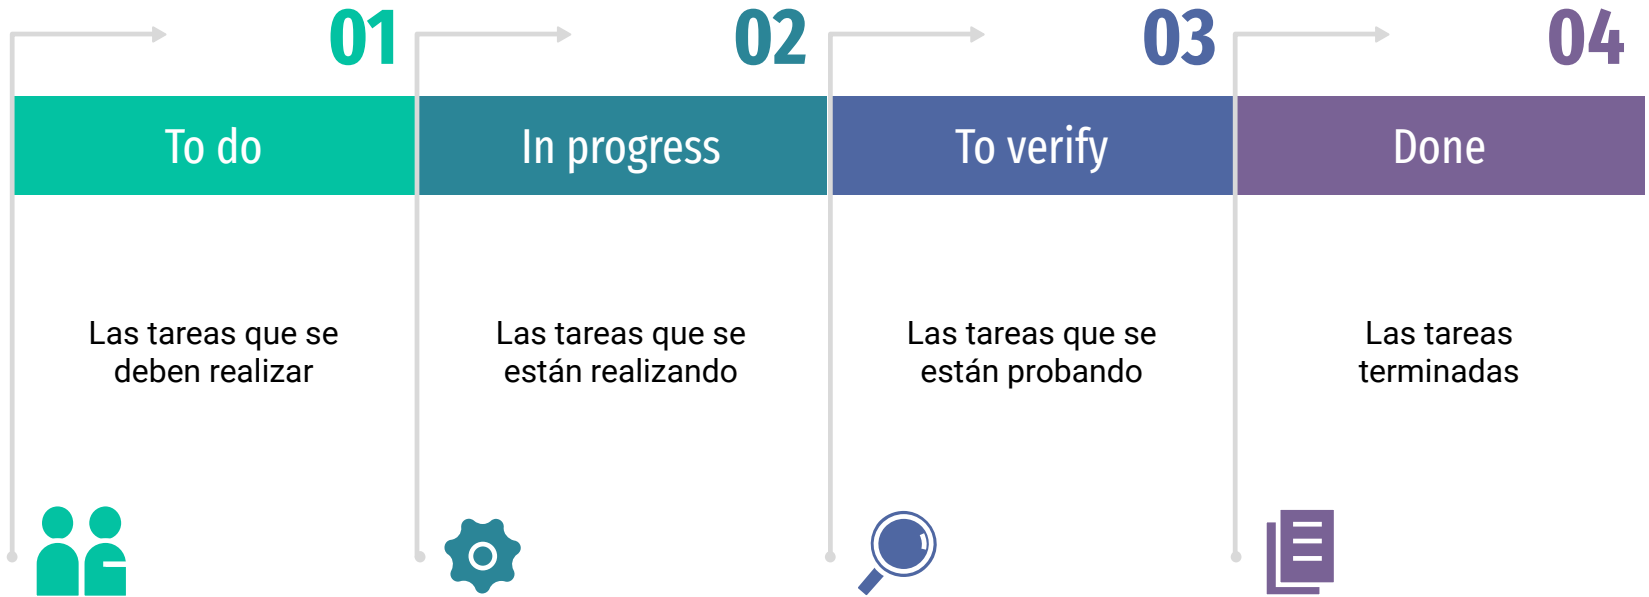 01
To do
Las tareas que se
deben realizar
02
In progress
Las tareas que se
están realizando
03
To verify
Las tareas que se
están probando
04
Done
Las tareas
terminadas